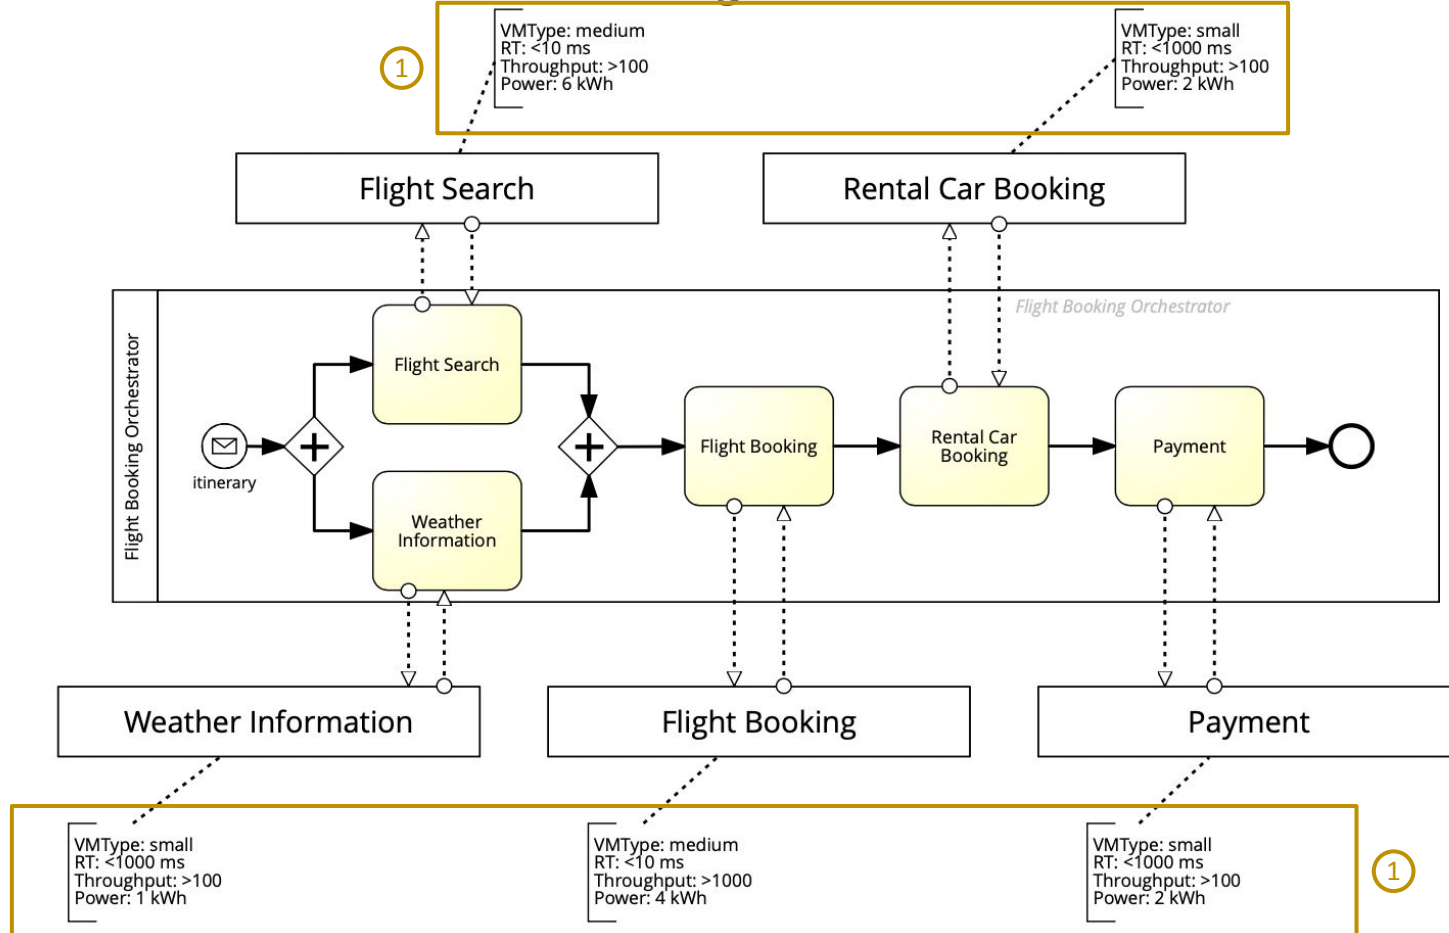 VMType: medium
RT: <10 ms
Throughput: >100
Power: 6 kWh
VMType: small
RT: <1000 ms
Throughput: >100
Power: 2 kWh
1
Flight Search
Rental Car Booking
Flight Booking Orchestrator
Flight Booking Orchestrator
itinerary
Flight Search
Weather
Information
Flight Booking
Rental Car
Booking
Payment
Weather Information
Flight Booking
Payment
VMType: small
RT: <1000 ms
Throughput: >100
Power: 1 kWh
VMType: medium
RT: <10 ms
Throughput: >1000
Power: 4 kWh
VMType: small
RT: <1000 ms
Throughput: >100
Power: 2 kWh
1